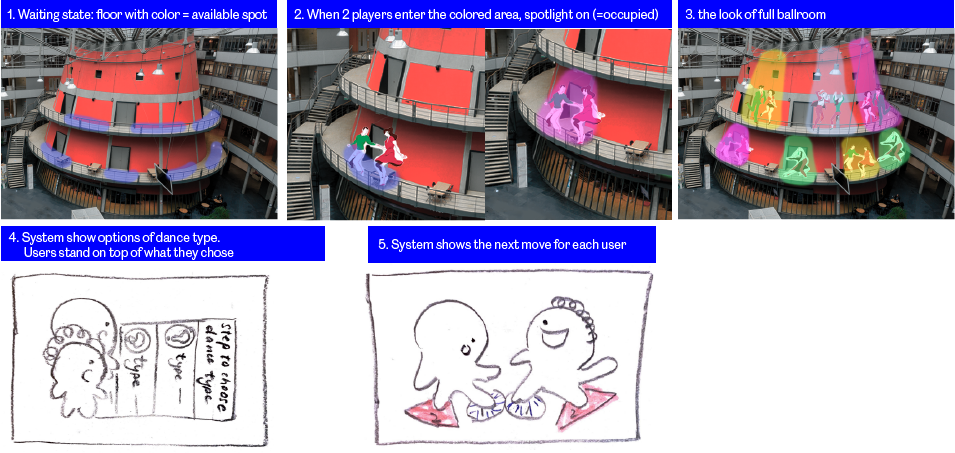 1. Waiting state: floor with color = available spot
2. When 2 players enter the colored area, spotlight on (=occupied)
3. the look of full ballroom
4. System show options of dance type.
Users stand on top of what they chose
5. System shows the next move for each user
step to choose
dance type
type
type
2
2